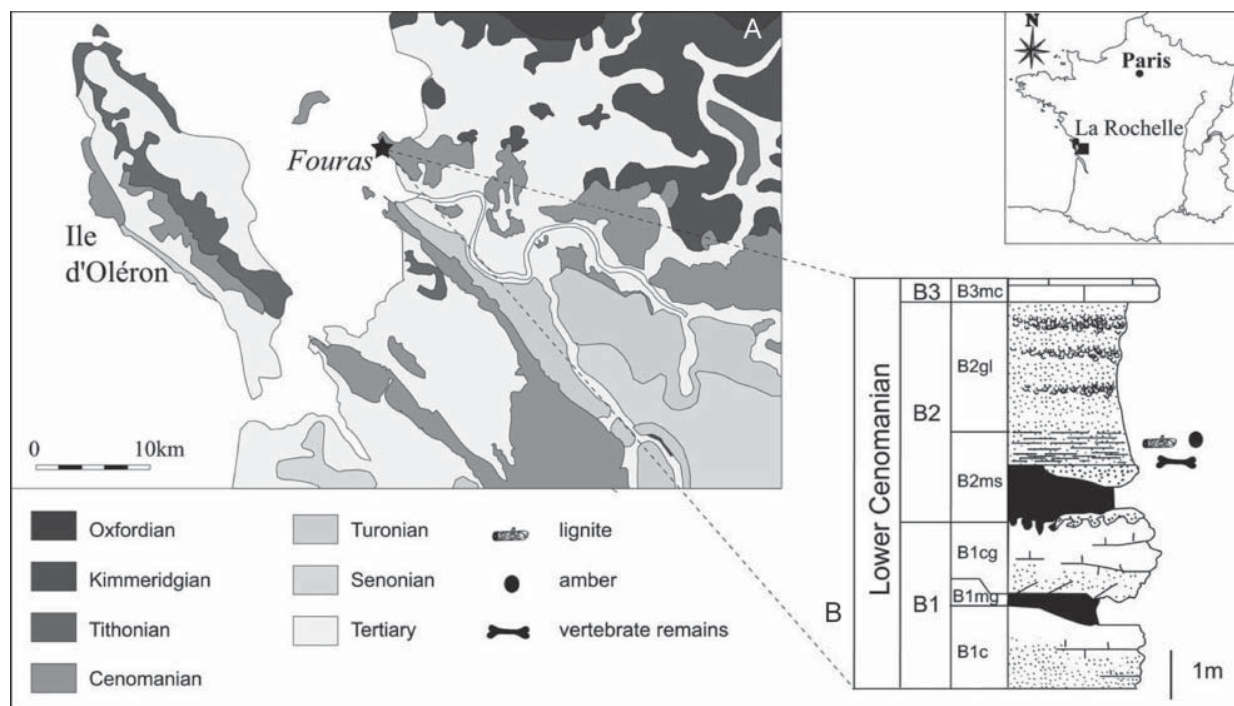 A
N
Paris
La Rochelle
Fouras
Ile
d'Oléron
0 10km
Oxfordian
Kimmeridgian
Tithonian
Cenomanian
Turonian
Senonian
Tertiary
lignite
amber
vertebrate remains
B
Lower Cenomanian
B3
B3mc
B2
B2gl
B2ms
B1
B1cg
B1mg
B1c
1m